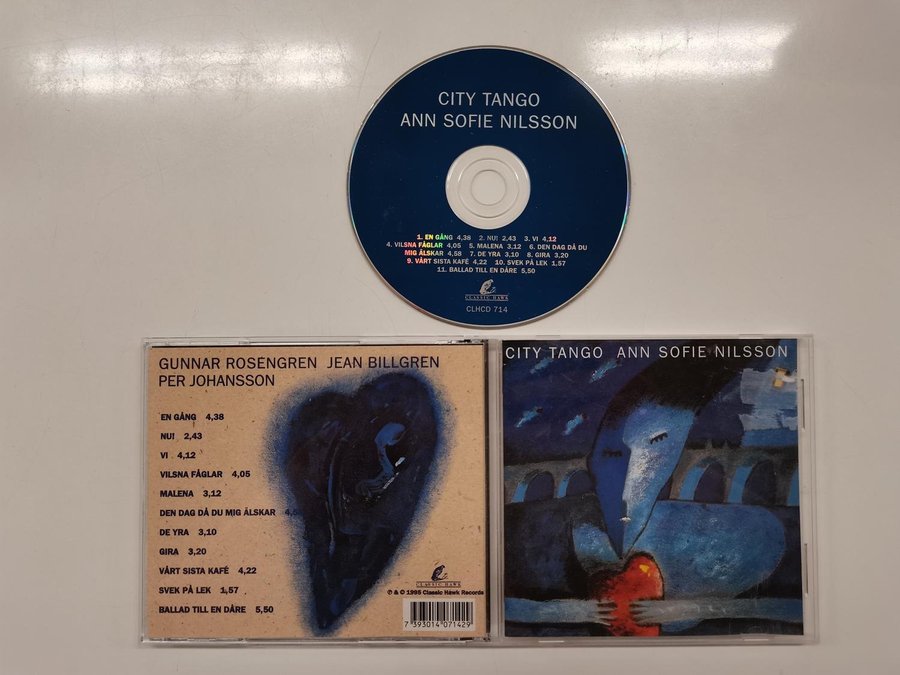 CITY TANGO
ANN SOFIE NILSSON
1. EN GÅNG 4,38 2. NU! 2,43 3. VI 4,12
4. VILSNA FÅGLAR 4,05 5. MALENA 3,12 6. DEN DAG DÅ DU
MIG ÄLSKAR 4,58 7. DE YRA 3,10 8. GIRA 3,20
9. VÅRT SISTA KAFÉ 4,22 10. SVEK PÅ LEK 1,57
11. BALLAD TILL EN DÅRE 5,50
CLASSIC HAWK
CLHCD 714
GUNNAR ROSENGREN JEAN BILLGREN
PER JOHANSSON
EN GÅNG 4,38
NU! 2,43
VI 4,12
VILSNA FÅGLAR 4,05
MALENA 3,12
DEN DAG DÅ DU MIG ÄLSKAR
DE YRA 3,10
GIRA 3,20
VÅRT SISTA KAFÉ 4,22
SVEK PÅ LEK 1,57
BALLAD TILL EN DÅRE 5,50
CLASSIC HAWK
℗ & © 1995 Classic Hawk Records
7 393014 071429
CITY TANGO ANN SOFIE NILSSON